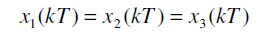 x₁(kT) = x₂(kT) = x₃(kT)